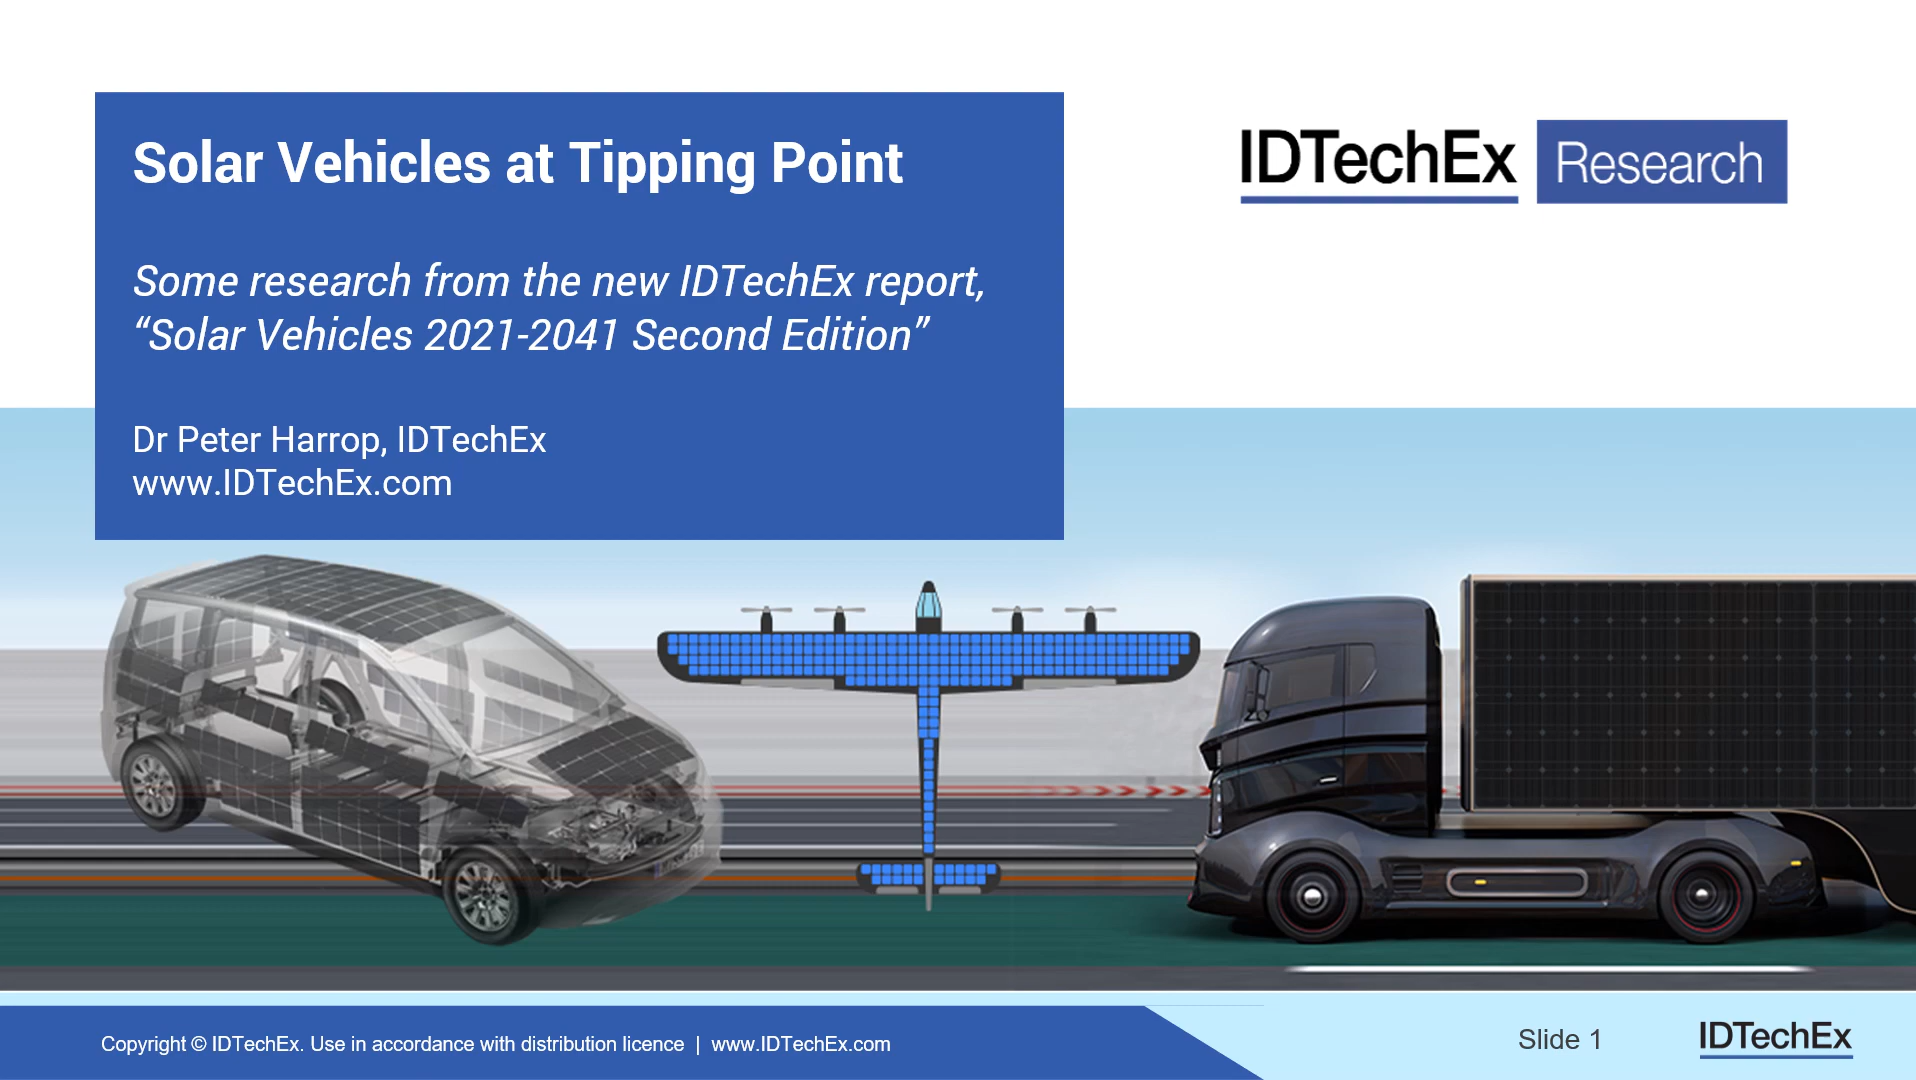 Solar Vehicles at Tipping Point
IDTechEx Research
Some research from the new IDTechEx report,
“Solar Vehicles 2021-2041 Second Edition”
Dr Peter Harrop, IDTechEx
www.IDTechEx.com
Copyright © IDTechEx. Use in accordance with distribution licence | www.IDTechEx.com
Slide 1
IDTechEx